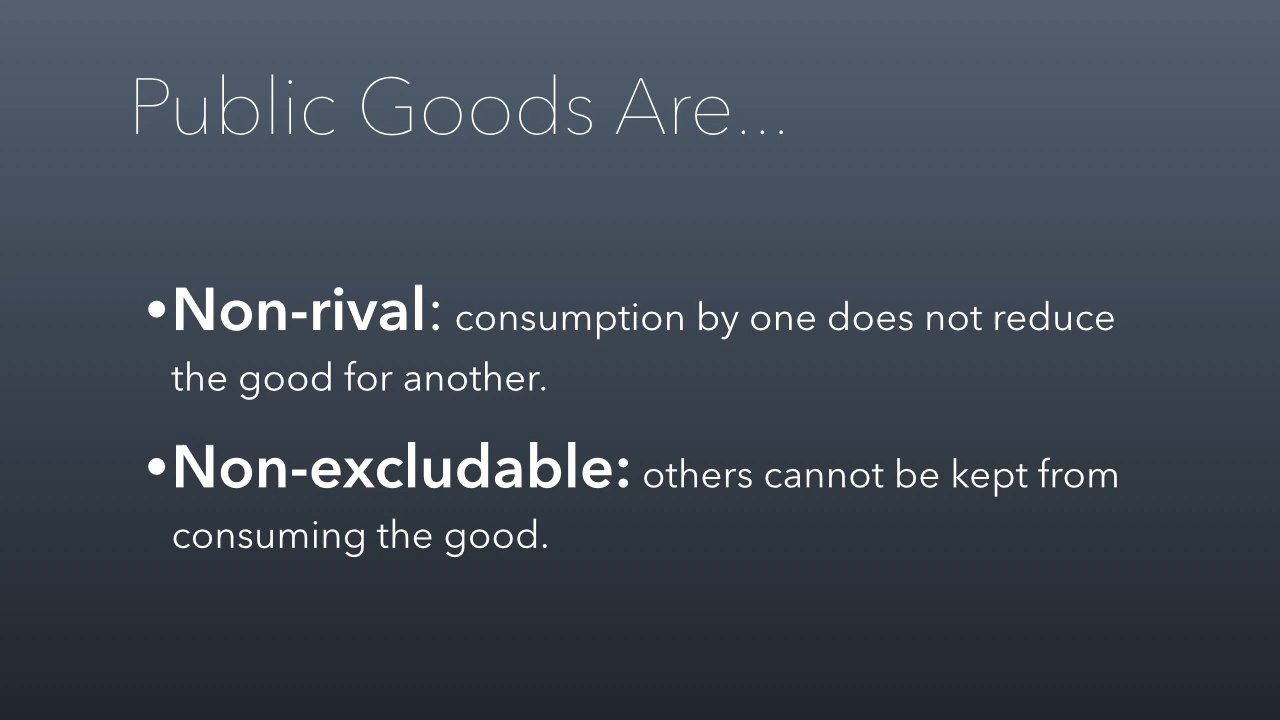 Public Goods Are...
•Non-rival: consumption by one does not reduce
the good for another.
•Non-excludable: others cannot be kept from
consuming the good.